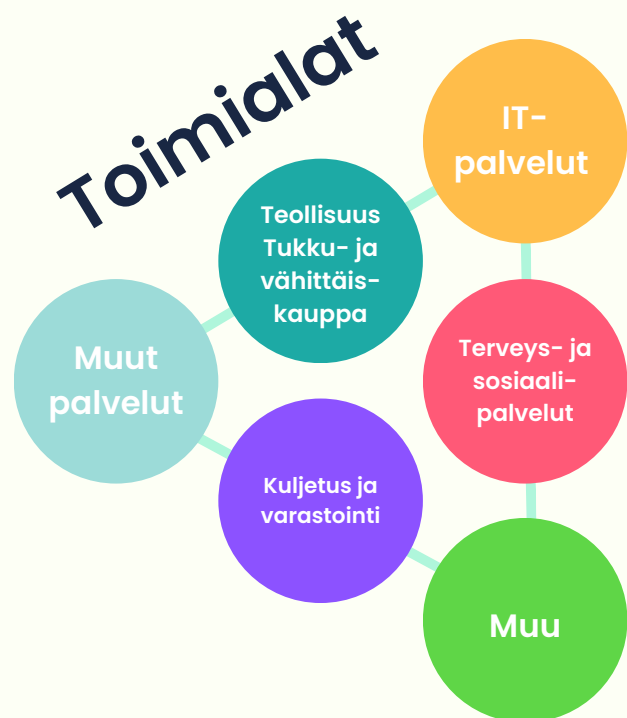 Toimialat
IT-
palvelut
Teollisuus
Tukku- ja
vähittäis-
kauppa
Terveys- ja
sosiaali-
palvelut
Muut
palvelut
Kuljetus ja
varastointi
Muu